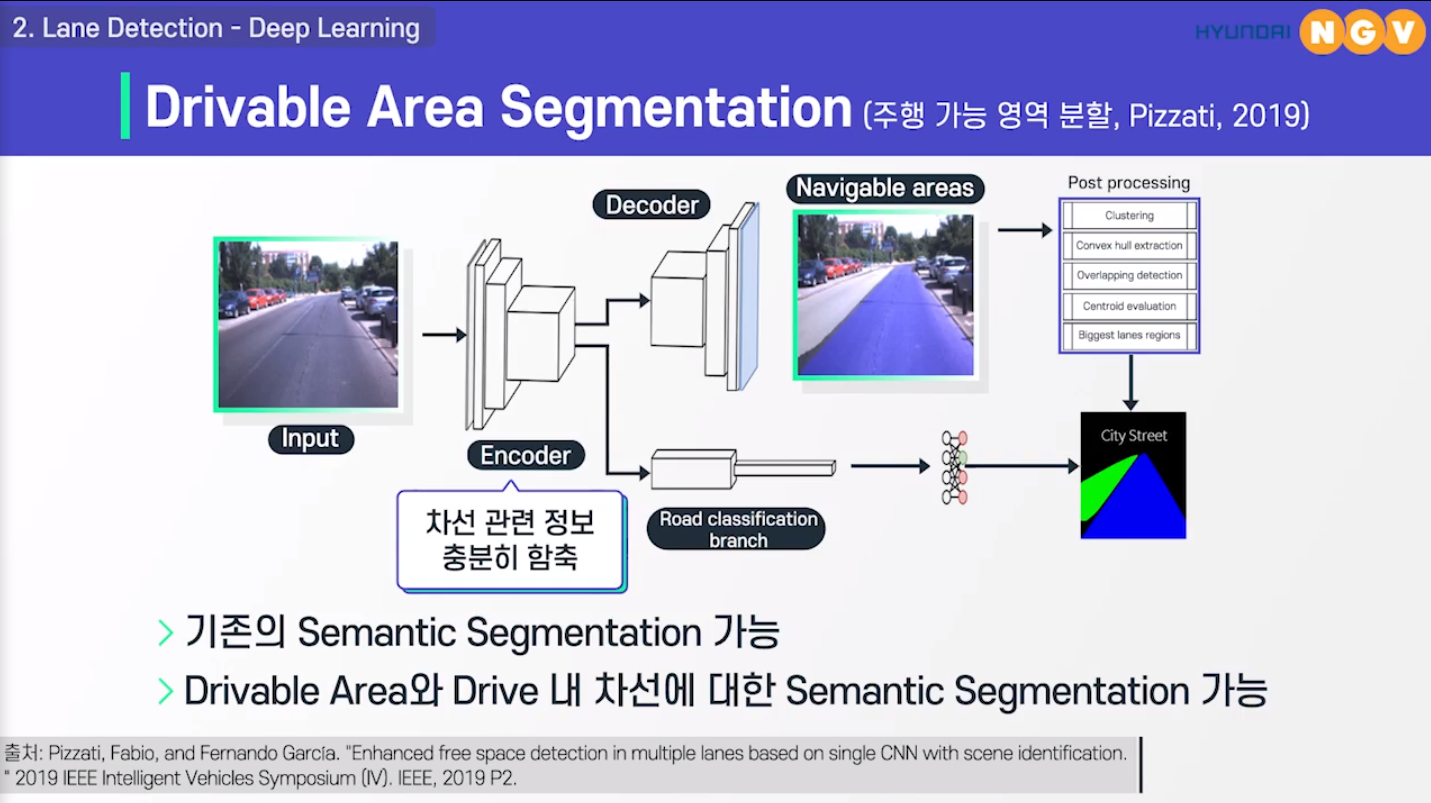 2. Lane Detection - Deep Learning
HYUNDAI NGV
Drivable Area Segmentation (주행 가능 영역 분할, Pizzati, 2019)
Decoder
Navigable areas
Post processing
Clustering
Convex hull extraction
Overlapping detection
Centroid evaluation
Biggest lanes regions
Input
Encoder
City Street
차선 관련 정보
충분히 함축
Road classification
branch
> 기존의 Semantic Segmentation 가능
> Drivable Area와 Drive 내 차선에 대한 Semantic Segmentation 가능
출처: Pizzati, Fabio, and Fernando García. "Enhanced free space detection in multiple lanes based on single CNN with scene identification.
" 2019 IEEE Intelligent Vehicles Symposium (IV). IEEE, 2019 P2.